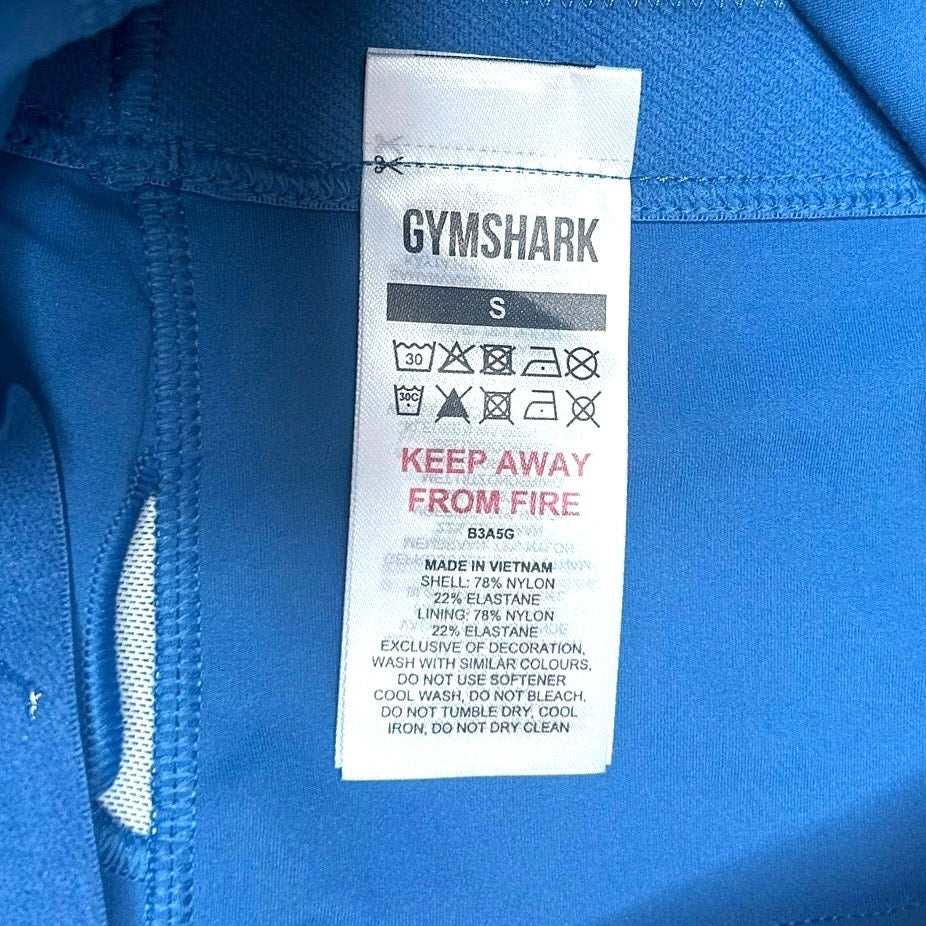 GYMSHARK
S
30
30C
KEEP AWAY
FROM FIRE
B3A5G
MADE IN VIETNAM
SHELL: 78% NYLON
22% ELASTANE
LINING: 78% NYLON
22% ELASTANE
EXCLUSIVE OF DECORATION,
WASH WITH SIMILAR COLOURS,
DO NOT USE SOFTENER
COOL WASH, DO NOT BLEACH,
DO NOT TUMBLE DRY, COOL
IRON, DO NOT DRY CLEAN